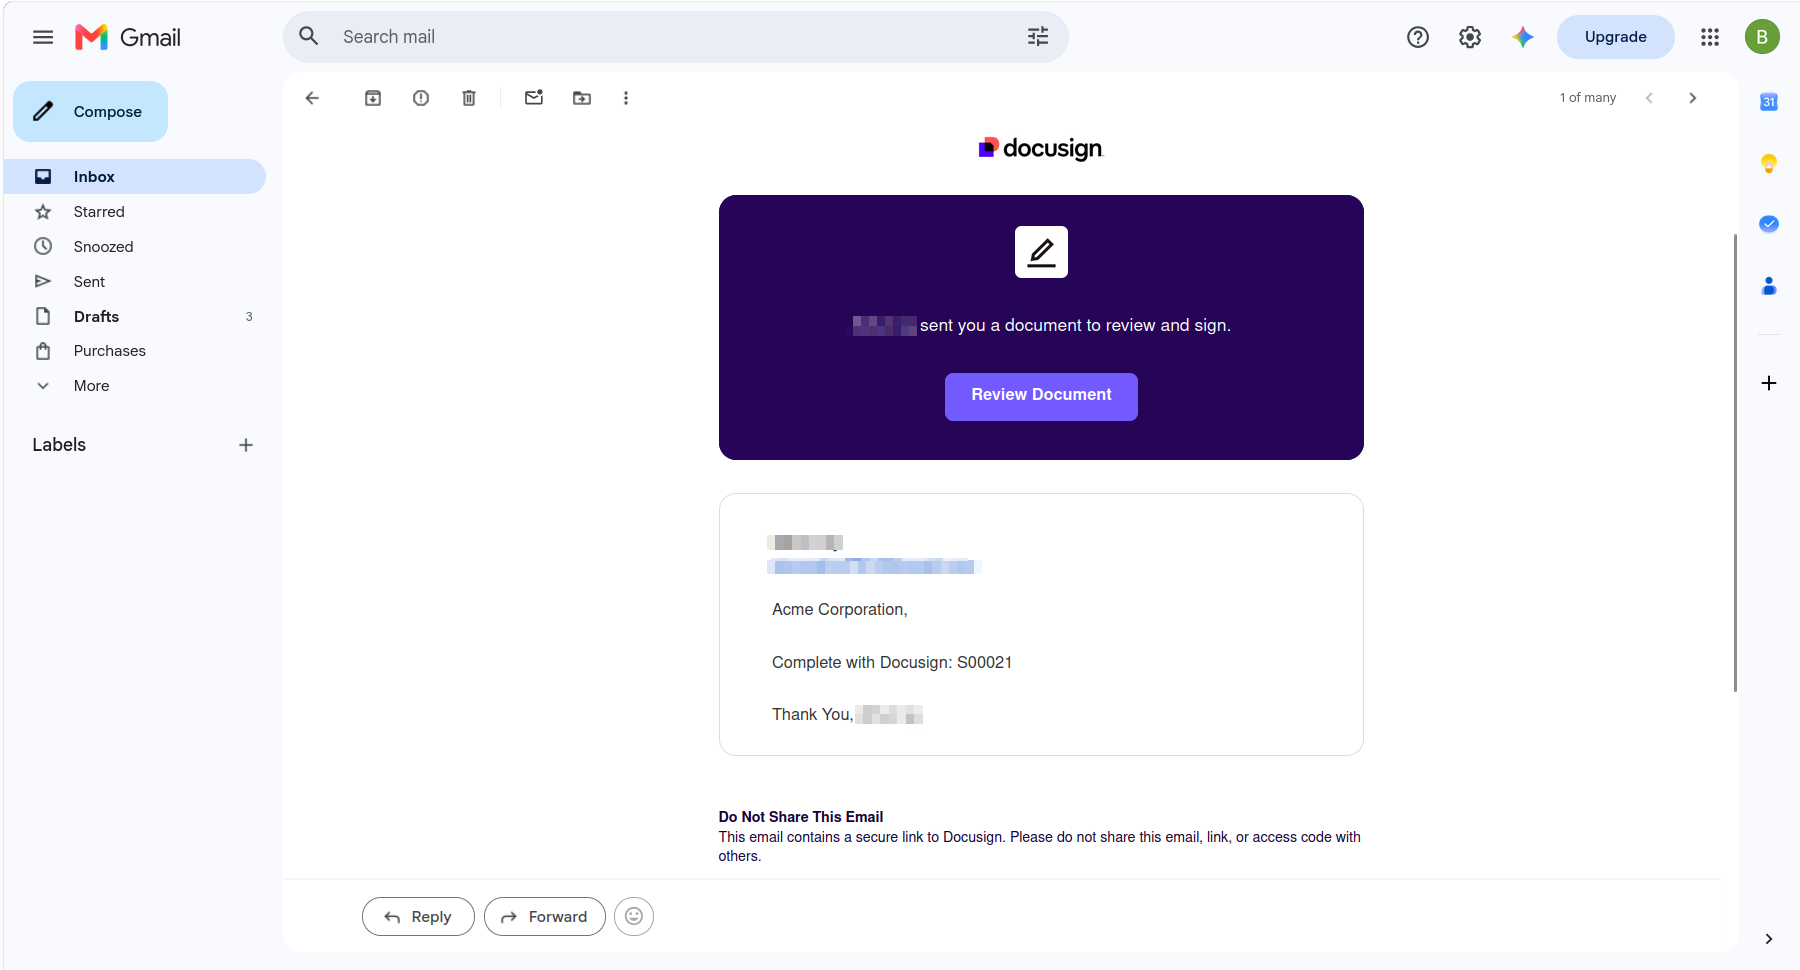 Gmail
Search mail
Upgrade
B
Compose
1 of many
31
docusign
Inbox
Starred
Snoozed
Sent
Drafts 3
Purchases
More
Labels
sent you a document to review and sign.
Review Document
Acme Corporation,
Complete with Docusign: S00021
Thank You,
Do Not Share This Email
This email contains a secure link to Docusign. Please do not share this email, link, or access code with
others.
Reply
Forward